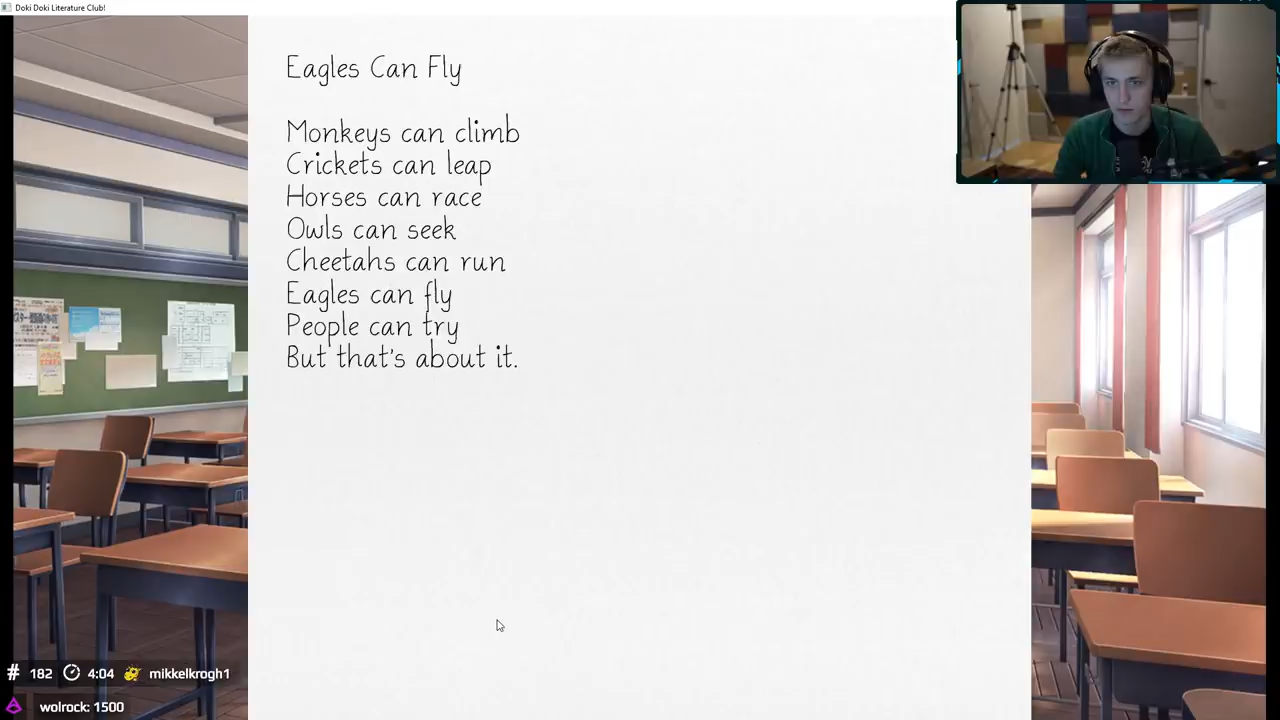 Doki Doki Literature Club!
Eagles Can Fly
Monkeys can climb
Crickets can leap
Horses can race
Owls can seek
Cheetahs can run
Eagles can fly
People can try
But that's about it.
# 182 4:04 mikkelkrogh1
wolrock: 1500